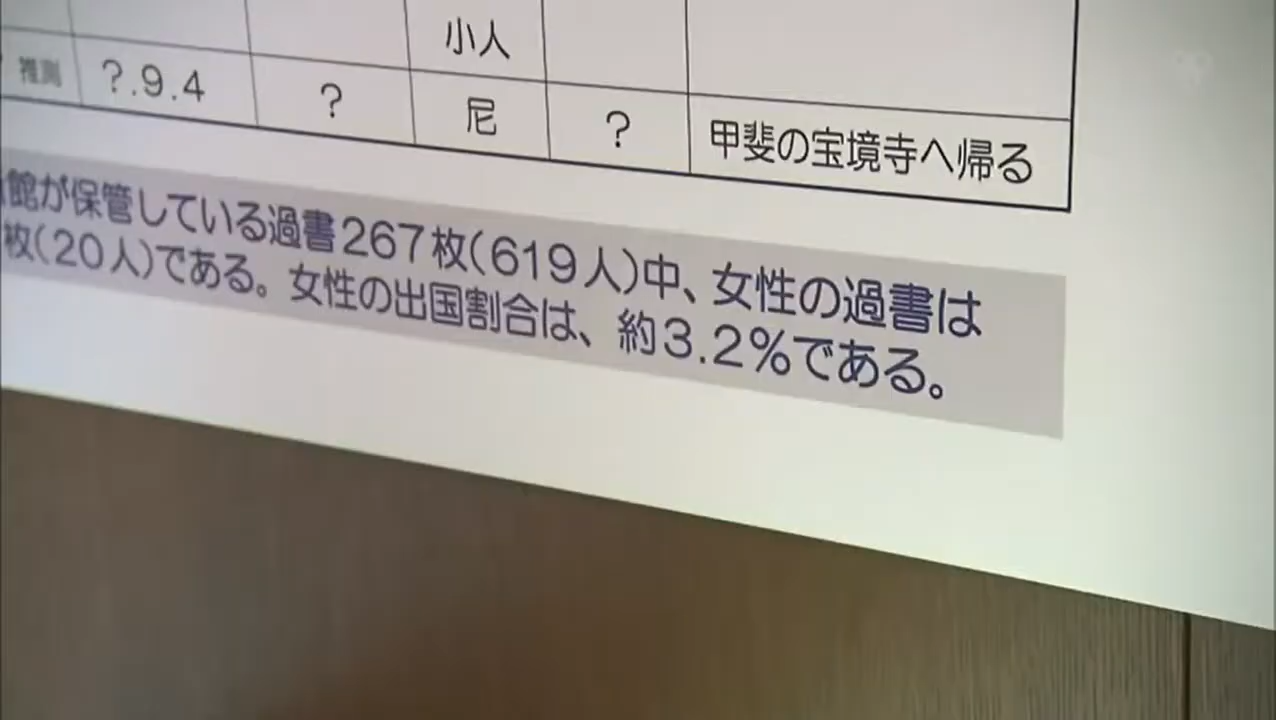 小人
推測 ?.9.4 ? 尼 ? 甲斐の宝境寺へ帰る
館が保管している過書267枚(619人)中、女性の過書は
枚(20人)である。女性の出国割合は、約3.2%である。